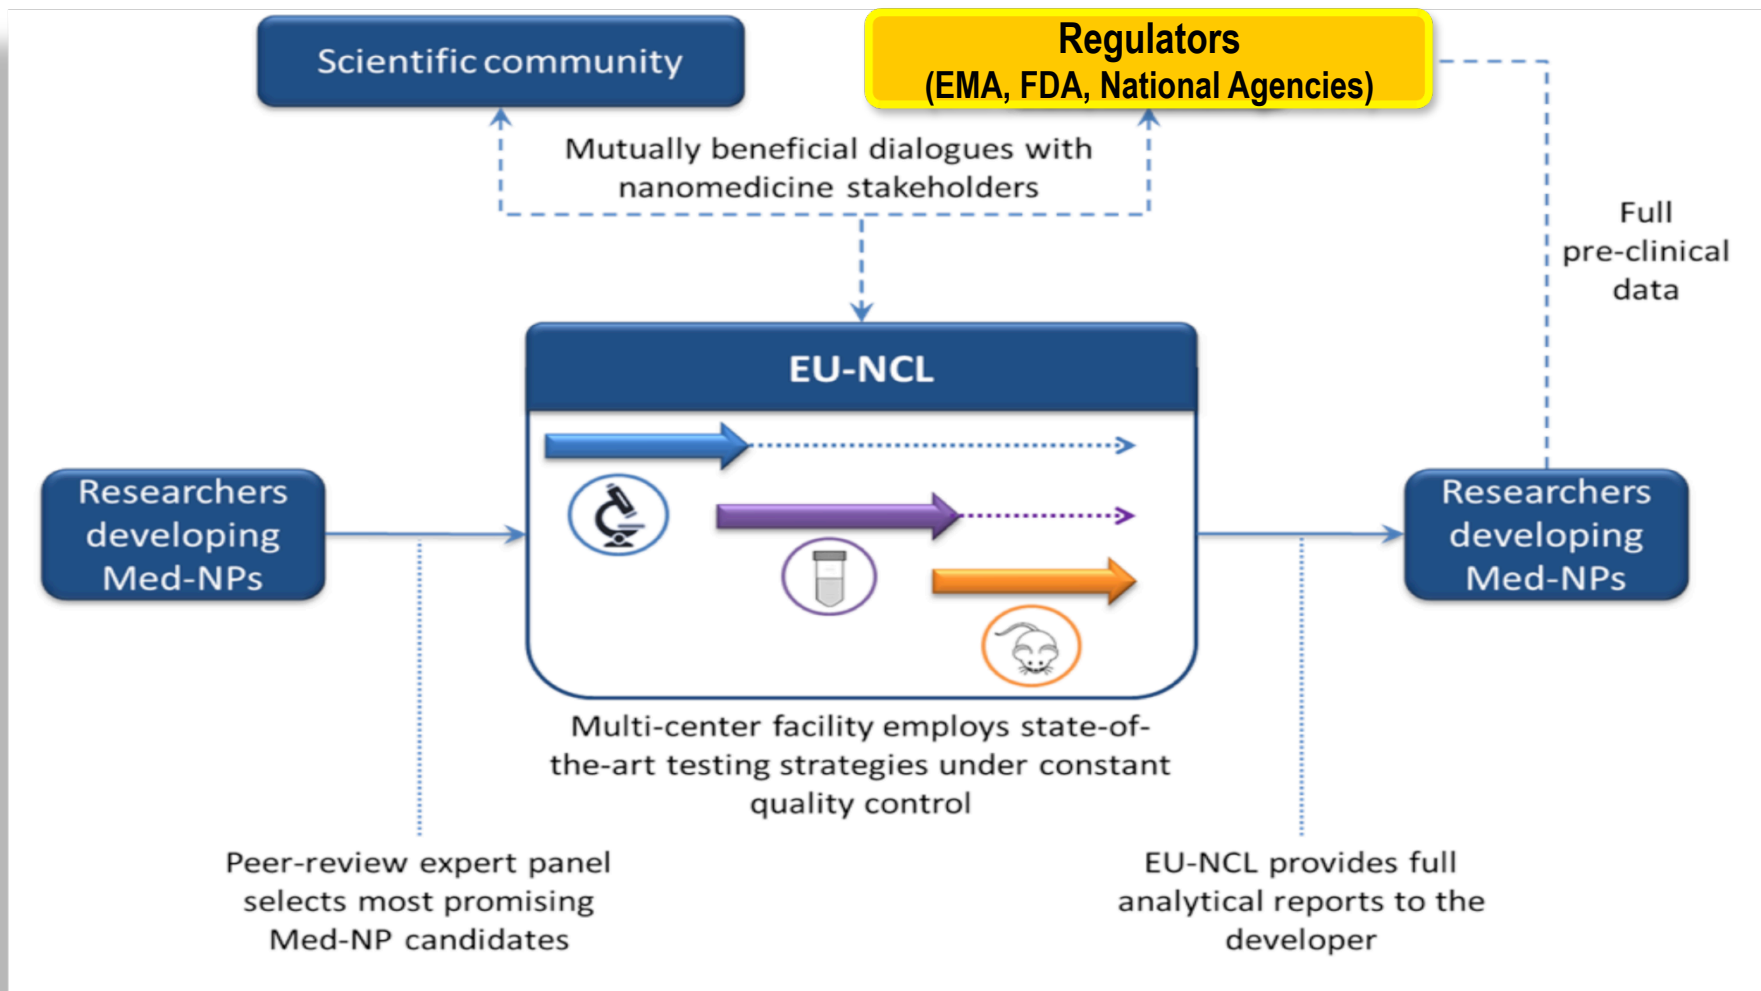 Scientific community
Regulators
(EMA, FDA, National Agencies)
Mutually beneficial dialogues with
nanomedicine stakeholders
Full
pre-clinical
data
EU-NCL
Researchers
developing
Med-NPs
Researchers
developing
Med-NPs
Multi-center facility employs state-of-
the-art testing strategies under constant
quality control
Peer-review expert panel
selects most promising
Med-NP candidates
EU-NCL provides full
analytical reports to the
developer